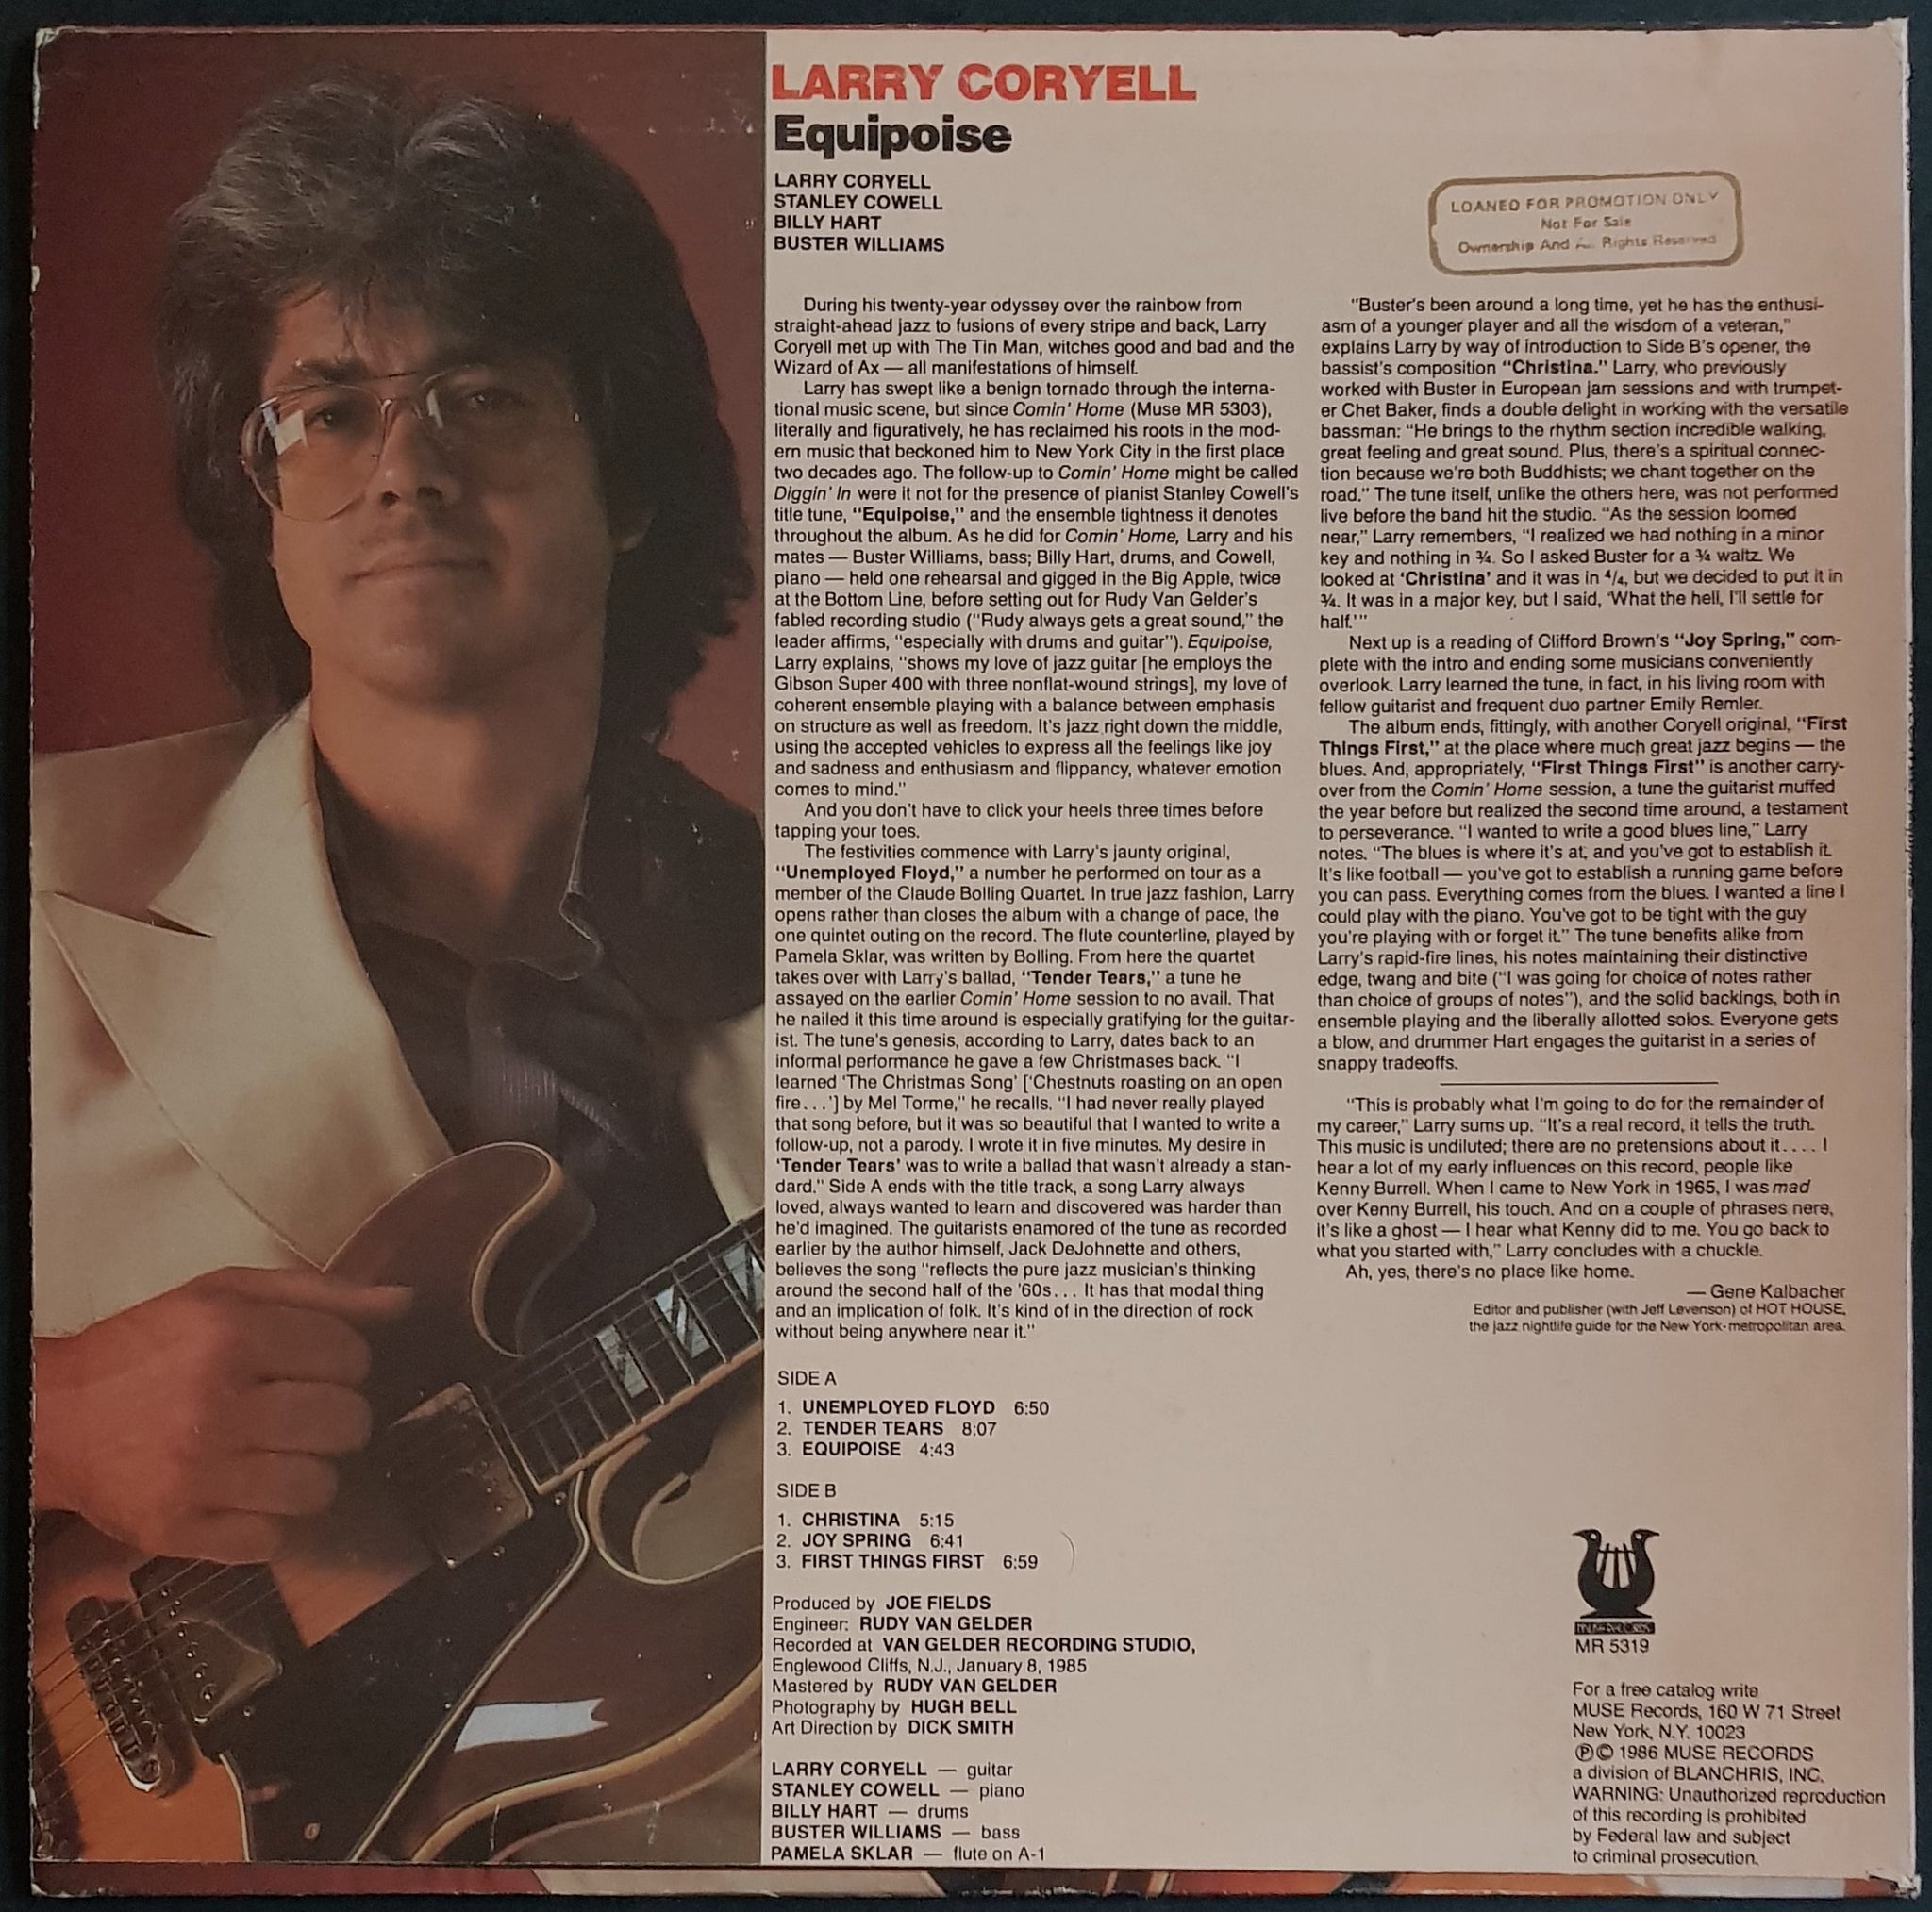 LARRY CORYELL
Equipoise
LARRY CORYELL
STANLEY COWELL
BILLY HART
BUSTER WILLIAMS
LOANED FOR PROMOTION ONLY
Not For Sale
Ownership And Rights Reserved
During his twenty-year odyssey over the rainbow from
straight-ahead jazz to fusions of every stripe and back, Larry
Coryell met up with The Tin Man, witches good and bad and the
Wizard of Ax — all manifestations of himself.
Larry has swept like a benign tornado through the interna-
tional music scene, but since Comin' Home (Muse MR 5303),
literally and figuratively, he has reclaimed his roots in the mod-
ern music that beckoned him to New York City in the first place
two decades ago. The follow-up to Comin' Home might be called
Diggin' In were it not for the presence of pianist Stanley Cowell's
title tune, "Equipoise," and the ensemble tightness it denotes
throughout the album. As he did for Comin' Home, Larry and his
mates — Buster Williams, bass; Billy Hart, drums, and Cowell,
piano — held one rehearsal and gigged in the Big Apple, twice
at the Bottom Line, before setting out for Rudy Van Gelder's
fabled recording studio ("Rudy always gets a great sound," the
leader affirms, "especially with drums and guitar"). Equipoise,
Larry explains, "shows my love of jazz guitar [he employs the
Gibson Super 400 with three nonflat-wound strings], my love of
coherent ensemble playing with a balance between emphasis
on structure as well as freedom. It's jazz right down the middle,
using the accepted vehicles to express all the feelings like joy
and sadness and enthusiasm and flippancy, whatever emotion
comes to mind."
And you don't have to click your heels three times before
tapping your toes.
The festivities commence with Larry's jaunty original,
"Unemployed Floyd," a number he performed on tour as a
member of the Claude Bolling Quartet. In true jazz fashion, Larry
opens rather than closes the album with a change of pace, the
one quintet outing on the record. The flute counterline, played by
Pamela Sklar, was written by Bolling. From here the quartet
takes over with Larry's ballad, "Tender Tears," a tune he
assayed on the earlier Comin' Home session to no avail. That
he nailed it this time around is especially gratifying for the guitar-
ist. The tune's genesis, according to Larry, dates back to an
informal performance he gave a few Christmases back. "I
learned 'The Christmas Song' ['Chestnuts roasting on an open
fire...'] by Mel Torme," he recalls. "I had never really played
that song before, but it was so beautiful that I wanted to write a
follow-up, not a parody. I wrote it in five minutes. My desire in
'Tender Tears' was to write a ballad that wasn't already a stan-
dard." Side A ends with the title track, a song Larry always
loved, always wanted to learn and discovered was harder than
he'd imagined. The guitarists enamored of the tune as recorded
earlier by the author himself, Jack DeJohnette and others,
believes the song "reflects the pure jazz musician's thinking
around the second half of the '60s... It has that modal thing
and an implication of folk. It's kind of in the direction of rock
without being anywhere near it."
"Buster's been around a long time, yet he has the enthusi-
asm of a younger player and all the wisdom of a veteran,"
explains Larry by way of introduction to Side B's opener, the
bassist's composition "Christina." Larry, who previously
worked with Buster in European jam sessions and with trumpet-
er Chet Baker, finds a double delight in working with the versatile
bassman: "He brings to the rhythm section incredible walking,
great feeling and great sound. Plus, there's a spiritual connec-
tion because we're both Buddhists; we chant together on the
road." The tune itself, unlike the others here, was not performed
live before the band hit the studio. "As the session loomed
near," Larry remembers, "I realized we had nothing in a minor
key and nothing in ¾. So I asked Buster for a ¾ waltz. We
looked at 'Christina' and it was in 4/4, but we decided to put it in
¾. It was in a major key, but I said, 'What the hell, I'll settle for
half.'"
Next up is a reading of Clifford Brown's "Joy Spring," com-
plete with the intro and ending some musicians conveniently
overlook. Larry learned the tune, in fact, in his living room with
fellow guitarist and frequent duo partner Emily Remler.
The album ends, fittingly, with another Coryell original, "First
Things First," at the place where much great jazz begins — the
blues. And, appropriately, "First Things First" is another carry-
over from the Comin' Home session, a tune the guitarist muffed
the year before but realized the second time around, a testament
to perseverance. "I wanted to write a good blues line," Larry
notes. "The blues is where it's at, and you've got to establish it.
It's like football — you've got to establish a running game before
you can pass. Everything comes from the blues. I wanted a line I
could play with the piano. You've got to be tight with the guy
you're playing with or forget it." The tune benefits alike from
Larry's rapid-fire lines, his notes maintaining their distinctive
edge, twang and bite ("I was going for choice of notes rather
than choice of groups of notes"), and the solid backings, both in
ensemble playing and the liberally allotted solos. Everyone gets
a blow, and drummer Hart engages the guitarist in a series of
snappy tradeoffs.
"This is probably what I'm going to do for the remainder of
my career," Larry sums up. "It's a real record, it tells the truth.
This music is undiluted; there are no pretensions about it.... I
hear a lot of my early influences on this record, people like
Kenny Burrell. When I came to New York in 1965, I was mad
over Kenny Burrell, his touch. And on a couple of phrases here,
it's like a ghost — I hear what Kenny did to me. You go back to
what you started with," Larry concludes with a chuckle.
Ah, yes, there's no place like home.
— Gene Kalbacher
Editor and publisher (with Jeff Levenson) of HOT HOUSE,
the jazz nightlife guide for the New York-metropolitan area.
SIDE A
1. UNEMPLOYED FLOYD 6:50
2. TENDER TEARS 8:07
3. EQUIPOISE 4:43
SIDE B
1. CHRISTINA 5:15
2. JOY SPRING 6:41
3. FIRST THINGS FIRST 6:59
Produced by JOE FIELDS
Engineer: RUDY VAN GELDER
Recorded at VAN GELDER RECORDING STUDIO,
Englewood Cliffs, N.J., January 8, 1985
Mastered by RUDY VAN GELDER
Photography by HUGH BELL
Art Direction by DICK SMITH
LARRY CORYELL — guitar
STANLEY COWELL — piano
BILLY HART — drums
BUSTER WILLIAMS — bass
PAMELA SKLAR — flute on A-1
MUSE RECORDS
MR 5319
For a free catalog write
MUSE Records, 160 W 71 Street
New York, N.Y. 10023
℗© 1986 MUSE RECORDS
a division of BLANCHRIS, INC.
WARNING: Unauthorized reproduction
of this recording is prohibited
by Federal law and subject
to criminal prosecution.